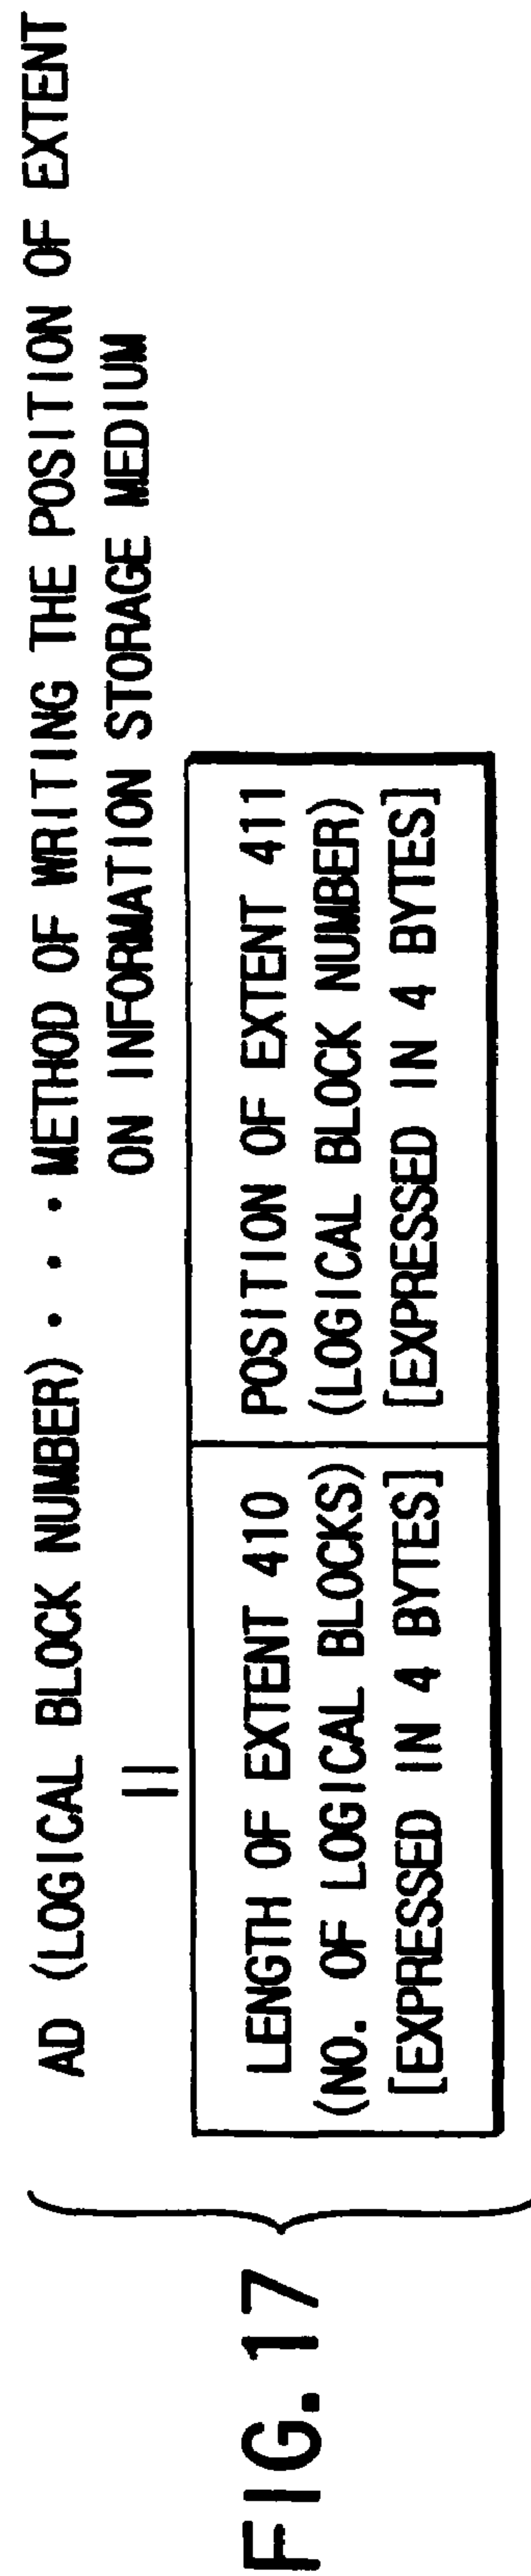 FIG. 17
AD (LOGICAL BLOCK NUMBER) • • • METHOD OF WRITING THE POSITION OF EXTENT
ON INFORMATION STORAGE MEDIUM
=
LENGTH OF EXTENT 410
(NO. OF LOGICAL BLOCKS)
[EXPRESSED IN 4 BYTES]
POSITION OF EXTENT 411
(LOGICAL BLOCK NUMBER)
[EXPRESSED IN 4 BYTES]